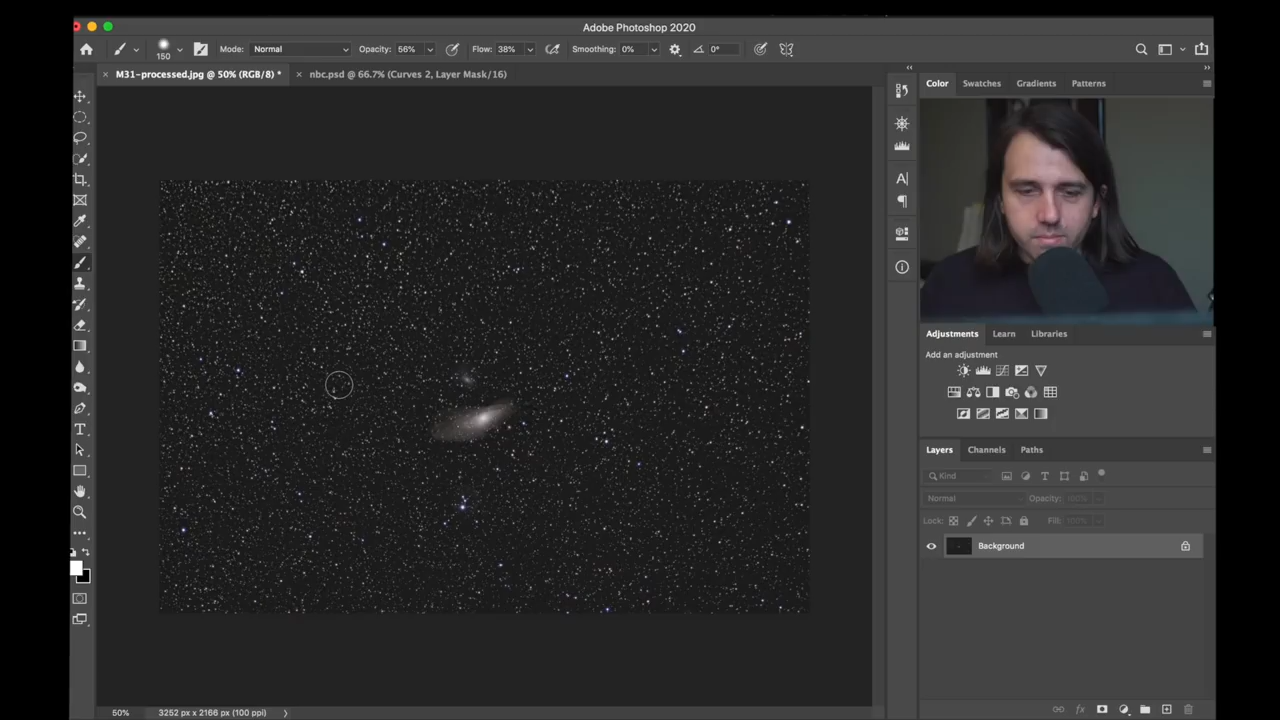 Adobe Photoshop 2020
150 Mode: Normal Opacity: 56% Flow: 38% Smoothing: 0% 0°
× M31-processed.jpg @ 50% (RGB/8) * × nbc.psd @ 66.7% (Curves 2, Layer Mask/16)
Color Swatches Gradients Patterns
Adjustments Learn Libraries
Add an adjustment
Layers Channels Paths
Kind
Normal Opacity: 100%
Lock: Fill: 100%
Background
50% 3252 px x 2166 px (100 ppi)